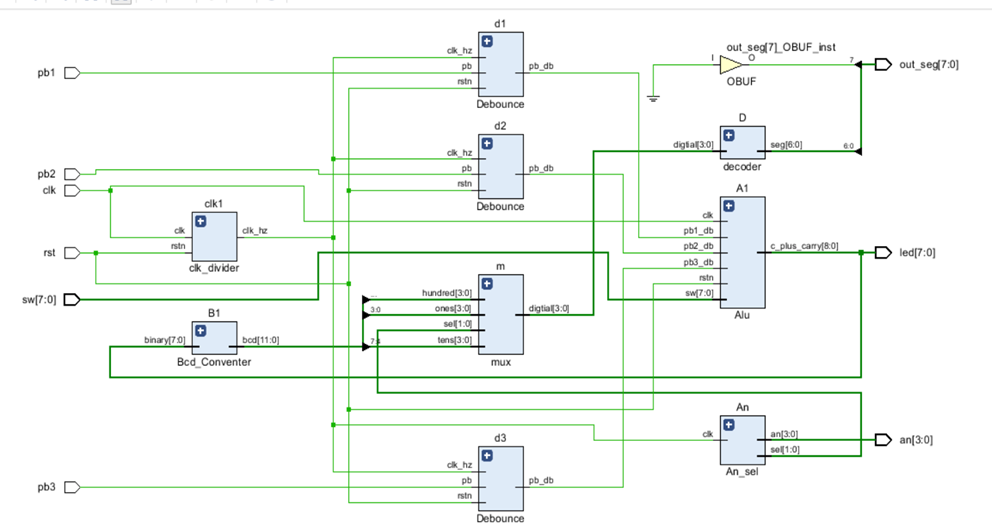 d1
clk_hz
pb
rstn
pb_db
Debounce
pb1
out_seg[7]_OBUF_inst
I
O
OBUF
7
out_seg[7:0]
d2
clk_hz
pb
rstn
pb_db
Debounce
pb2
clk
D
digtial[3:0]
seg[6:0]
decoder
6:0
clk1
clk
rstn
clk_hz
clk_divider
rst
sw[7:0]
A1
clk
pb1_db
pb2_db
pb3_db
rstn
sw[7:0]
c_plus_carry[8:0]
Alu
led[7:0]
m
hundred[3:0]
ones[3:0]
sel[1:0]
tens[3:0]
digtial[3:0]
mux
3:0
B1
binary[7:0]
bcd[11:0]
Bcd_Conventer
An
clk
an[3:0]
sel[1:0]
An_sel
an[3:0]
d3
clk_hz
pb
rstn
pb_db
Debounce
pb3